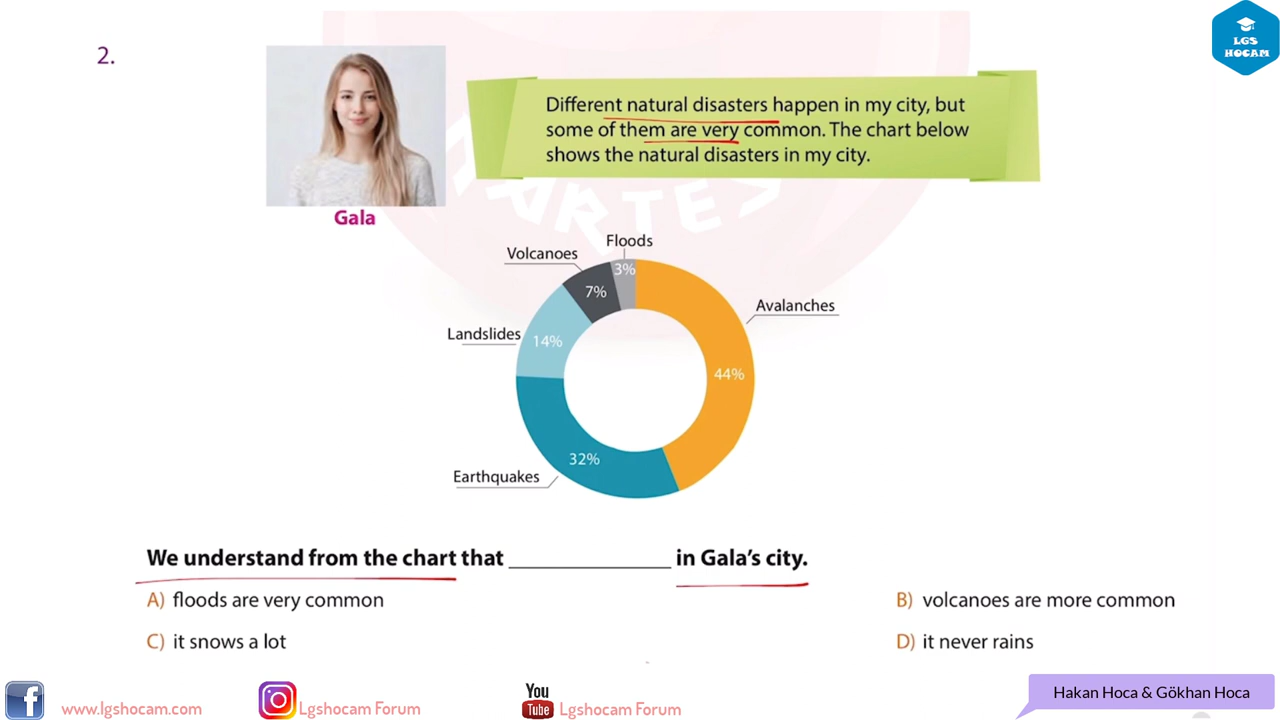 2.
LGS
HOCAM
Different natural disasters happen in my city, but
some of them are very common. The chart below
shows the natural disasters in my city.
Gala
Floods
Volcanoes
3%
7%
Avalanches
Landslides
14%
44%
32%
Earthquakes
We understand from the chart that ______________ in Gala's city.
A) floods are very common
B) volcanoes are more common
C) it snows a lot
D) it never rains
www.lgshocam.com
Lgshocam Forum
You
Tube
Lgshocam Forum
Hakan Hoca & Gökhan Hoca